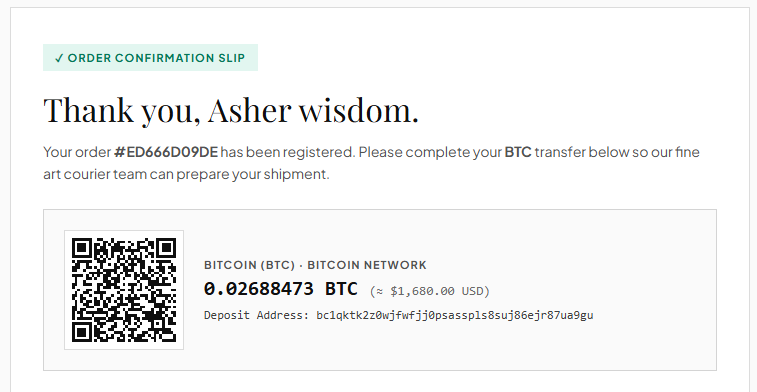 ✓ ORDER CONFIRMATION SLIP
Thank you, Asher wisdom.
Your order #ED666D09DE has been registered. Please complete your BTC transfer below so our fine
art courier team can prepare your shipment.
BITCOIN (BTC) · BITCOIN NETWORK
0.02688473 BTC (≈ $1,680.00 USD)
Deposit Address: bc1qktk2z0wjfwfjj0psasspls8suj86ejr87ua9gu